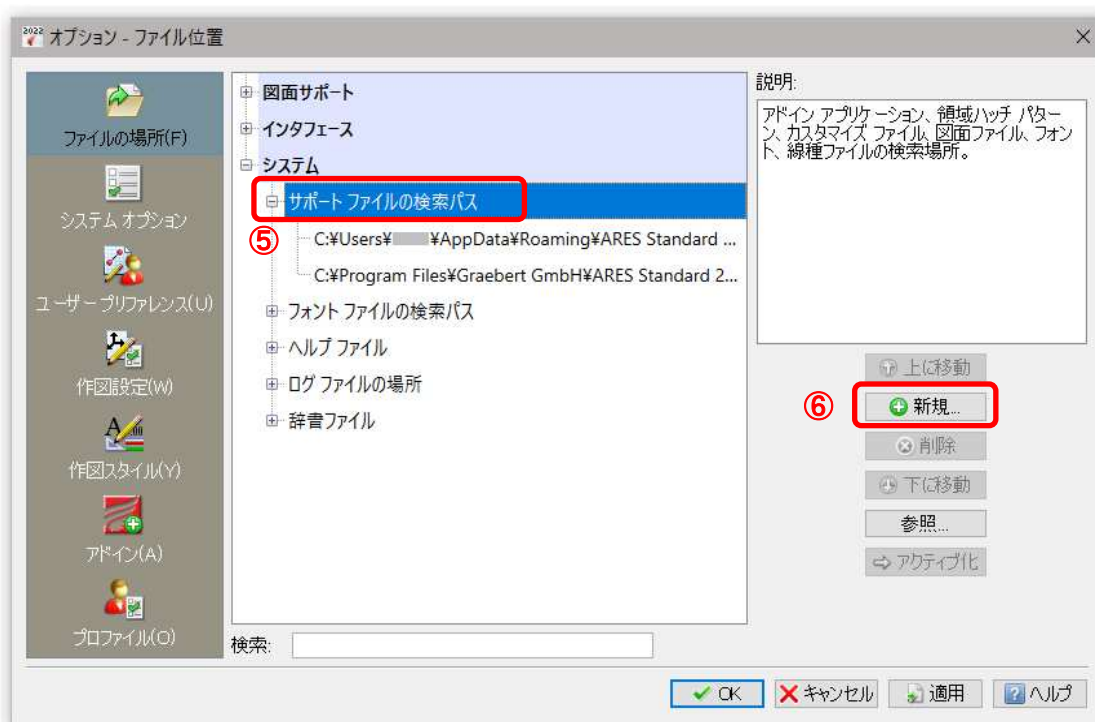 2022
オプション - ファイル位置
ファイルの場所(F)
システム オプション
ユーザー プリファレンス(U)
作図設定(W)
作図スタイル(Y)
アドイン(A)
プロファイル(O)
図面サポート
インタフェース
システム
サポート ファイルの検索パス
⑤
C:¥Users¥ ¥AppData¥Roaming¥ARES Standard ...
C:¥Program Files¥Graebert GmbH¥ARES Standard 2...
フォント ファイルの検索パス
ヘルプ ファイル
ログ ファイルの場所
辞書ファイル
検索:
説明:
アドイン アプリケーション、領域ハッチ パター
ン、カスタマイズ ファイル、図面ファイル、フォン
ト、線種ファイルの検索場所。
上に移動
⑥
新規...
削除
下に移動
参照...
アクティブ化
OK
キャンセル
適用
ヘルプ